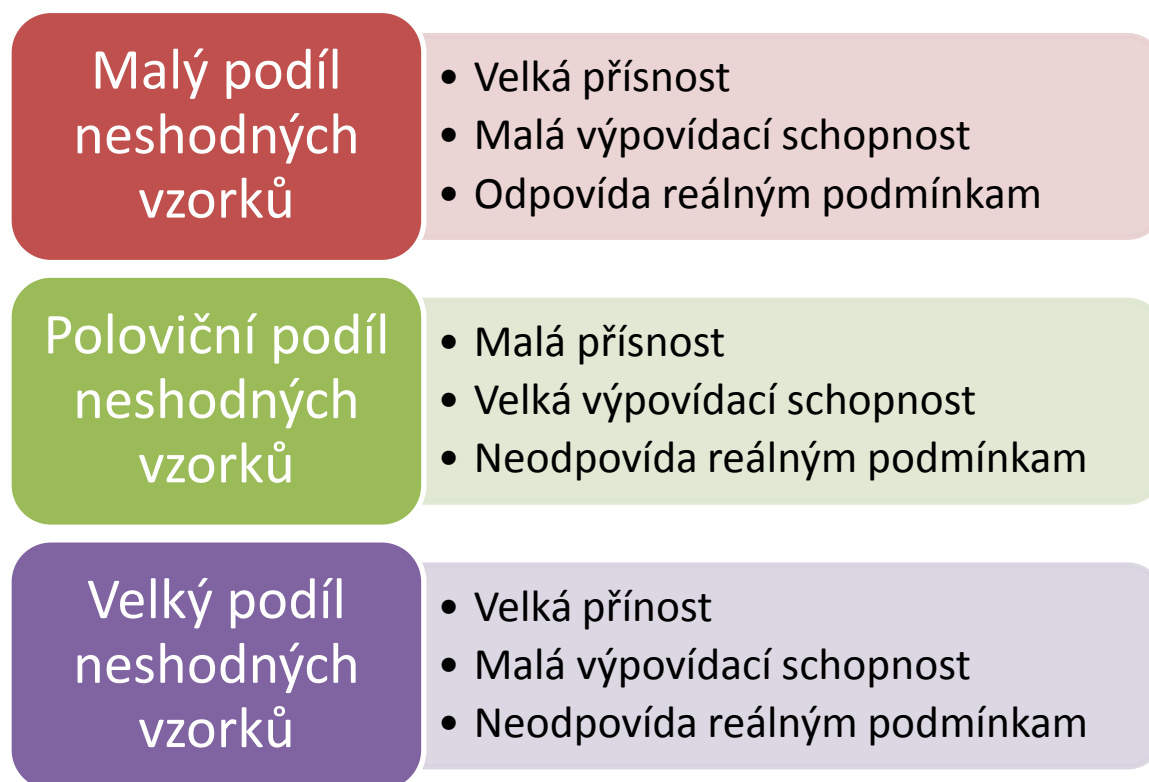 Malý podíl
neshodných
vzorků
• Velká přísnost
• Malá výpovídací schopnost
• Odpovída reálným podmínkam
Poloviční podíl
neshodných
vzorků
• Malá přísnost
• Velká výpovídací schopnost
• Neodpovída reálným podmínkam
Velký podíl
neshodných
vzorků
• Velká přínost
• Malá výpovídací schopnost
• Neodpovída reálným podmínkam